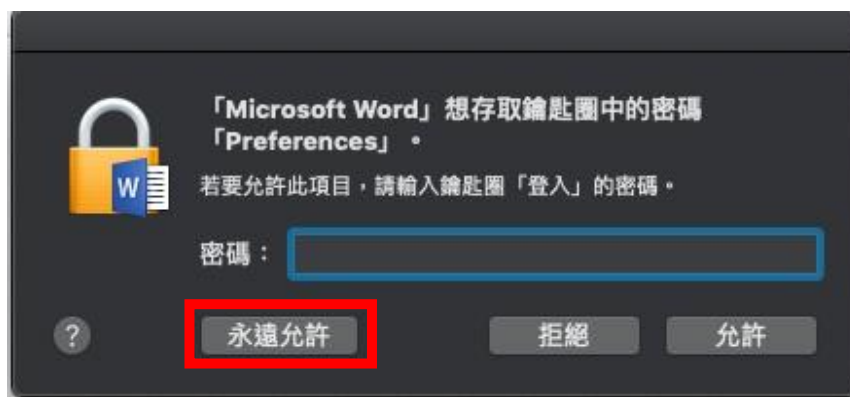 「Microsoft Word」想存取鑰匙圈中的密碼
「Preferences」。
若要允許此項目，請輸入鑰匙圈「登入」的密碼。
密碼：
W
?
永遠允許
拒絕
允許